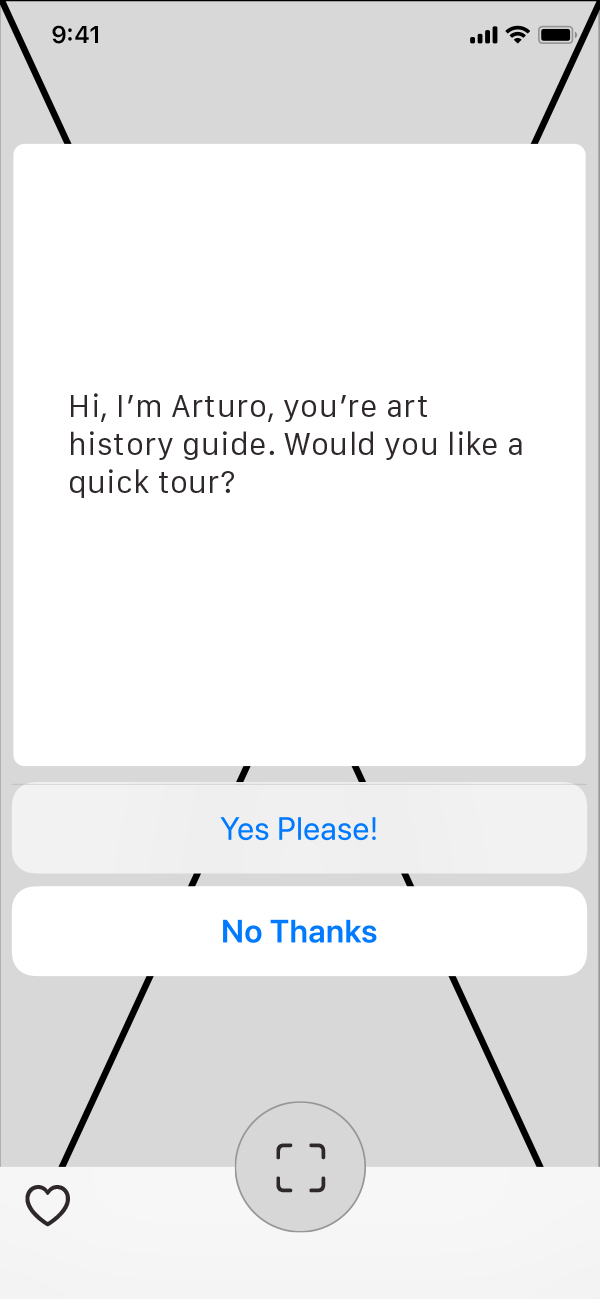 9:41
Hi, I’m Arturo, you’re art
history guide. Would you like a
quick tour?
Yes Please!
No Thanks